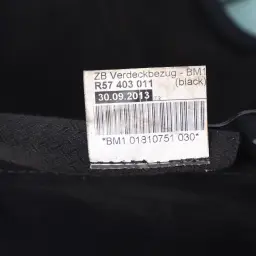 ZB Verdeckbezug - BM1
R57 403 011 (black)
30.09.2013
*BM1 01810751 030*